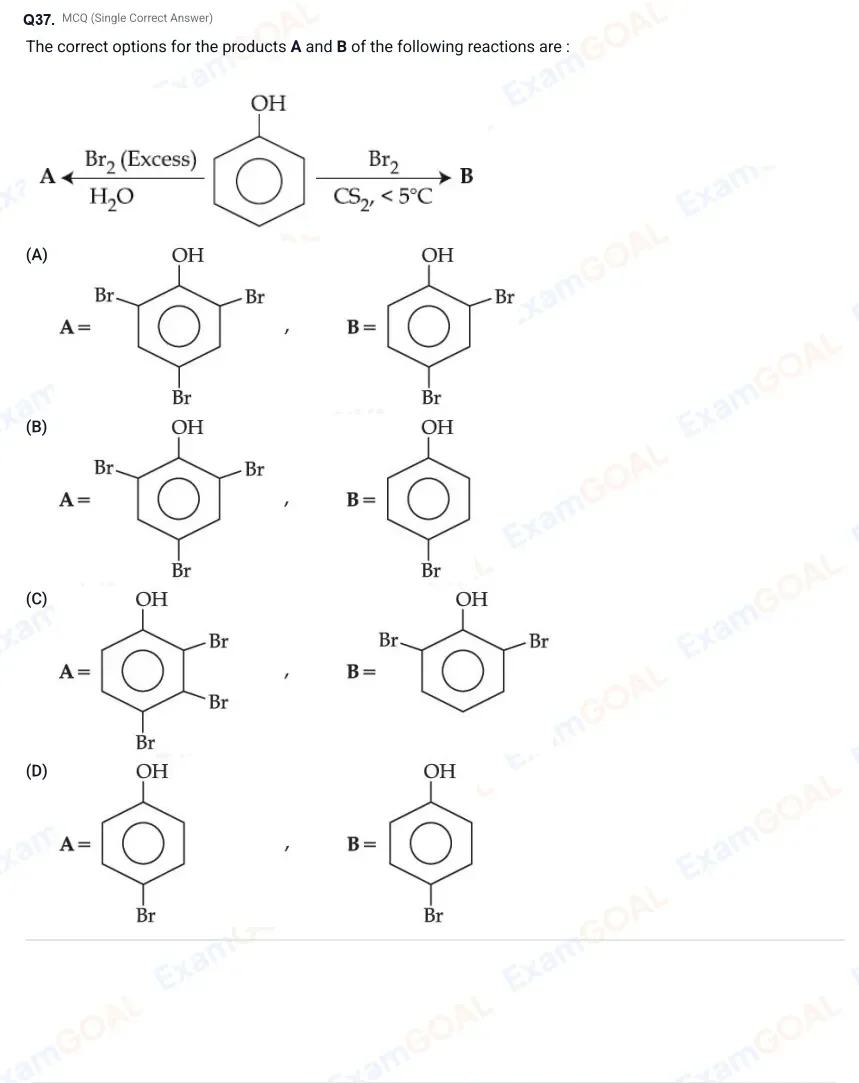 Q37. MCQ (Single Correct Answer)
The correct options for the products A and B of the following reactions are :
OH
A Br2 (Excess) Br2 B
H2O CS2, < 5°C
(A) OH OH
Br Br Br
A = , B =
Br Br
(B) OH OH
Br Br
A = , B =
Br Br
(C) OH OH
Br Br Br
A = , B =
Br
Br
(D) OH OH
A = , B =
Br Br
ExamGOAL